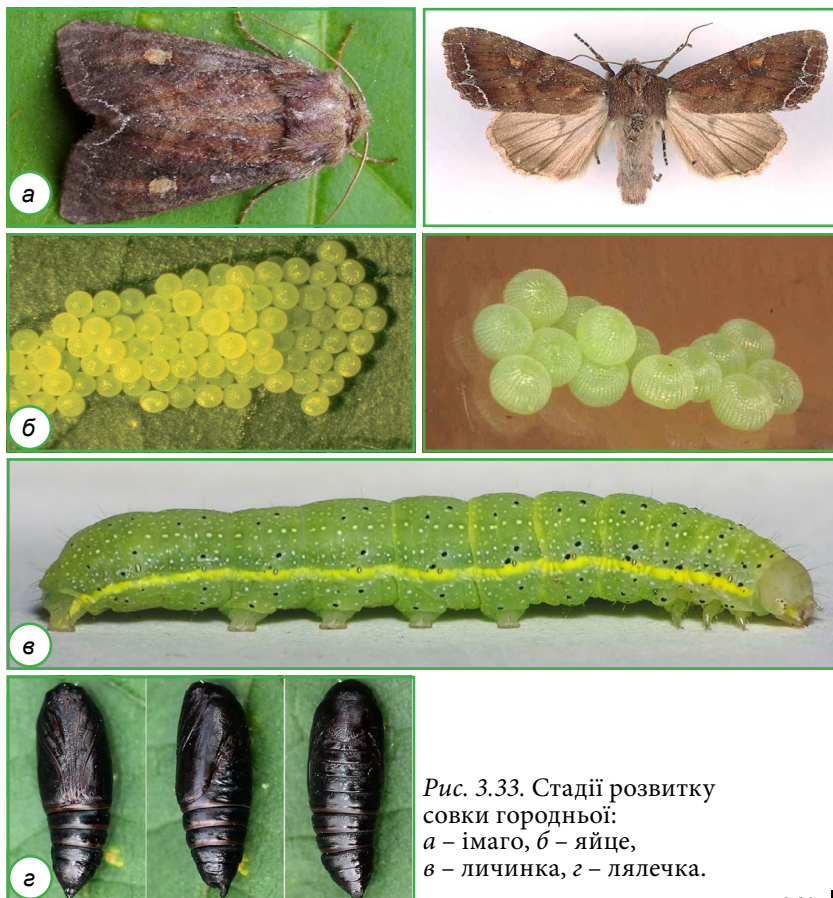 а
б
в
г
Рис. 3.33. Стадії розвитку
совки городньої:
а – імаго, б – яйце,
в – личинка, г – лялечка.